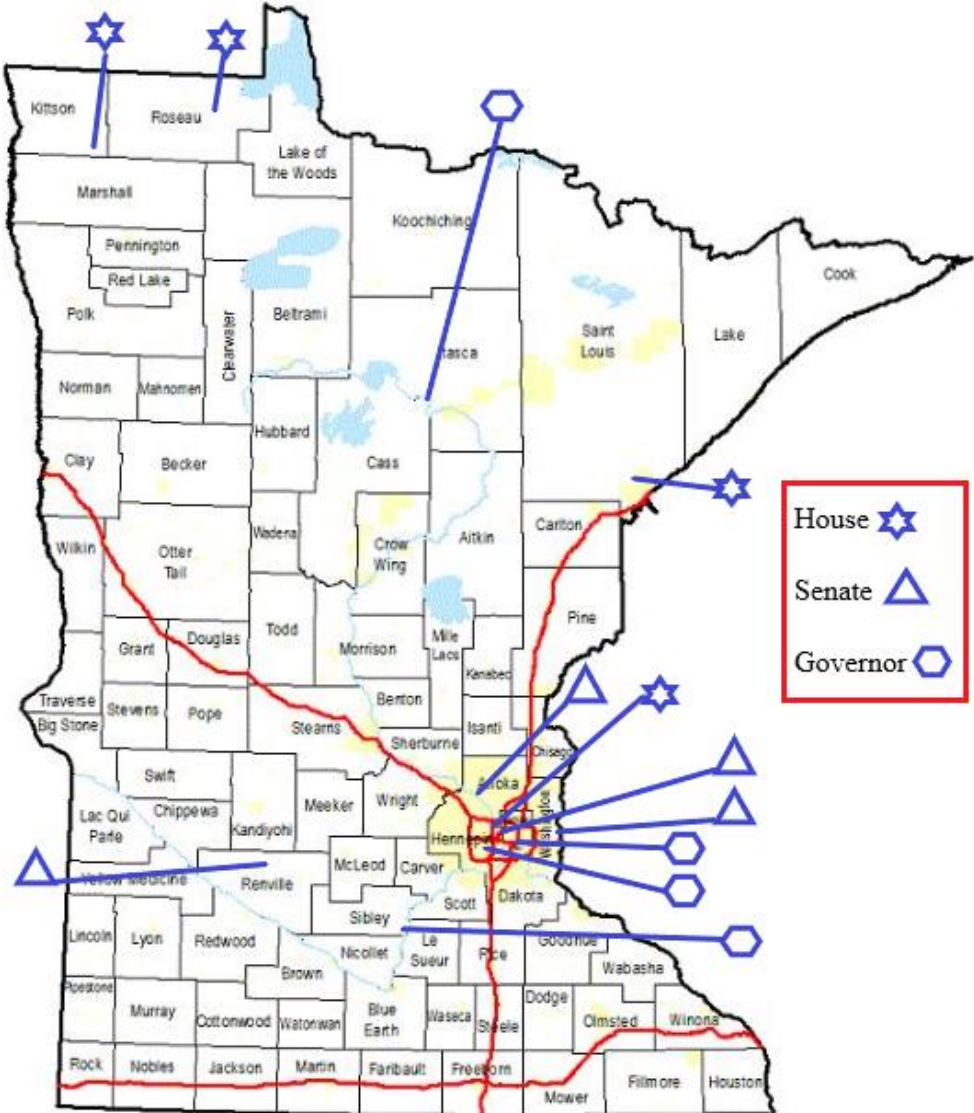 Kittson
Roseau
Lake of
the Woods
Marshall
Koochiching
Pennington
Red Lake
Polk
Beltrami
Clearwater
Itasca
Saint
Louis
Lake
Cook
Norman
Mahnomen
Hubbard
Clay
Becker
Cass
House
Wilkin
Otter
Tail
Wadena
Crow
Wing
Aitkin
Carlton
Senate
Grant
Douglas
Todd
Morrison
Mille
Lacs
Kanabec
Pine
Governor
Traverse
Big Stone
Stevens
Pope
Stearns
Benton
Sherburne
Isanti
Chisago
Swift
Lac Qui
Parle
Chippewa
Kandiyohi
Meeker
Wright
Anoka
Hennepin
Washington
Yellow Medicine
Renville
McLeod
Carver
Scott
Dakota
Sibley
Lincoln
Lyon
Redwood
Brown
Nicollet
Le
Sueur
Rice
Goodhue
Wabasha
Pipestone
Murray
Cottonwood
Watonwan
Blue
Earth
Waseca
Steele
Dodge
Olmsted
Winona
Rock
Nobles
Jackson
Martin
Faribault
Freeborn
Mower
Fillmore
Houston